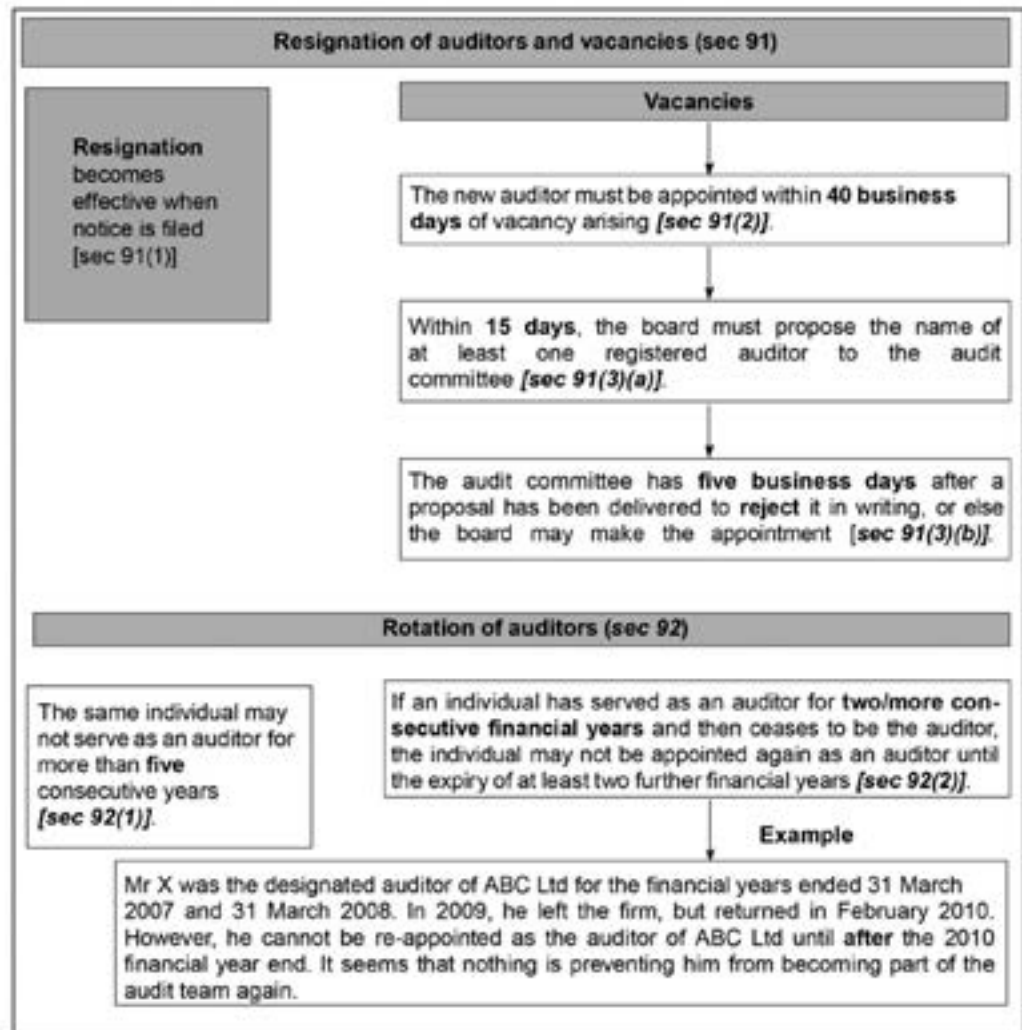 Resignation of auditors and vacancies (sec 91)
Resignation
becomes
effective when
notice is filed
[sec 91(1)]
Vacancies
The new auditor must be appointed within 40 business
days of vacancy arising [sec 91(2)].
Within 15 days, the board must propose the name of
at least one registered auditor to the audit
committee [sec 91(3)(a)].
The audit committee has five business days after a
proposal has been delivered to reject it in writing, or else
the board may make the appointment [sec 91(3)(b)].
Rotation of auditors (sec 92)
The same individual may
not serve as an auditor for
more than five
consecutive years
[sec 92(1)].
If an individual has served as an auditor for two/more con-
secutive financial years and then ceases to be the auditor,
the individual may not be appointed again as an auditor until
the expiry of at least two further financial years [sec 92(2)].
Example
Mr X was the designated auditor of ABC Ltd for the financial years ended 31 March
2007 and 31 March 2008. In 2009, he left the firm, but returned in February 2010.
However, he cannot be re-appointed as the auditor of ABC Ltd until after the 2010
financial year end. It seems that nothing is preventing him from becoming part of the
audit team again.